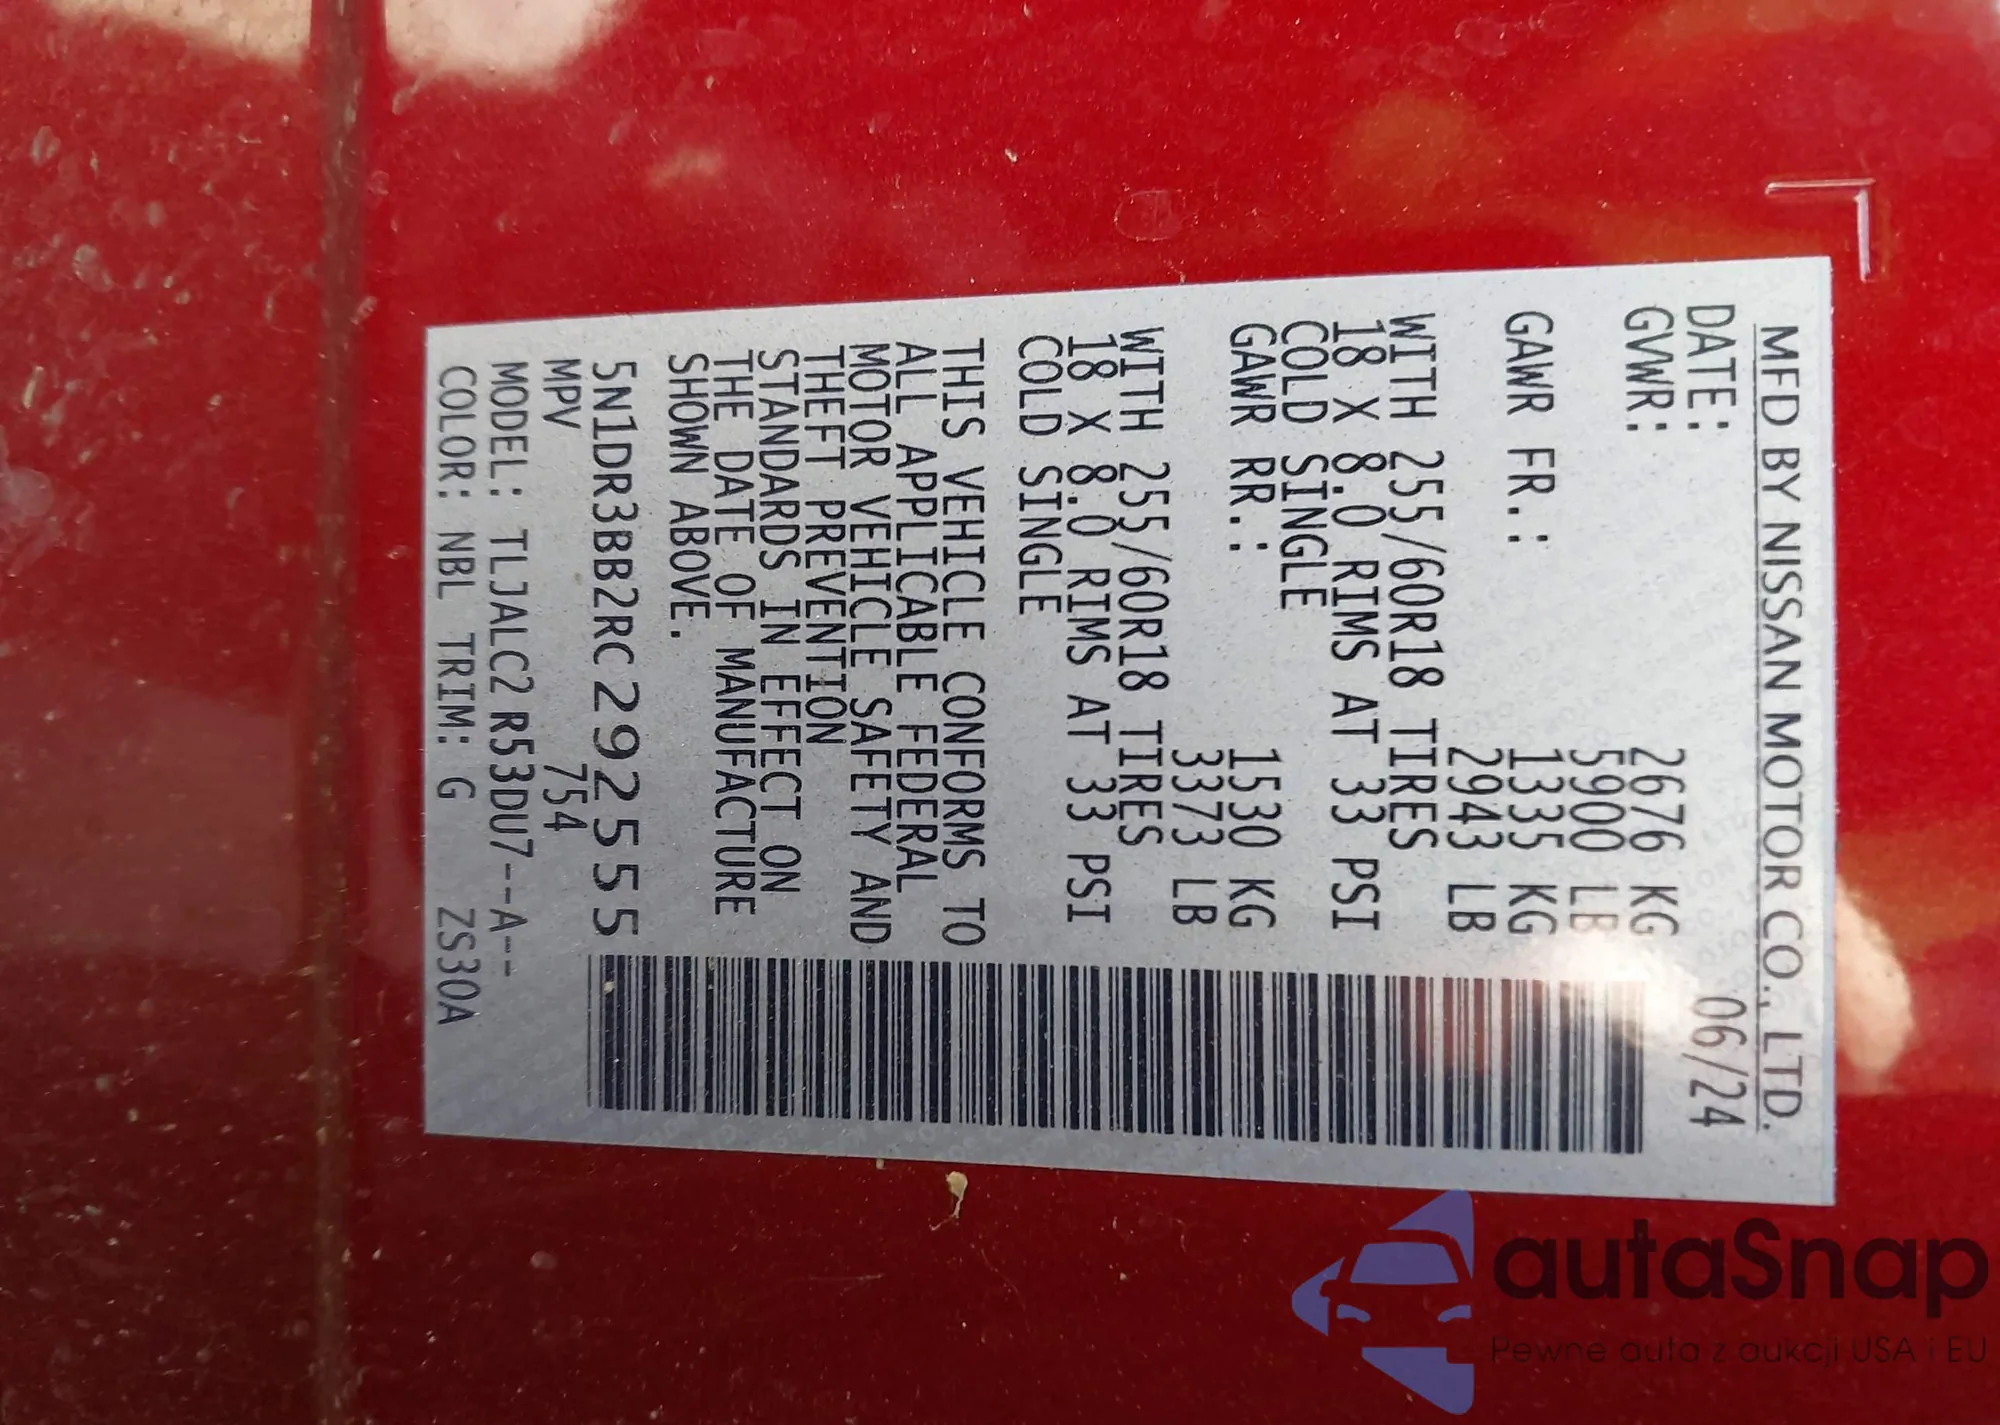 MFD BY NISSAN MOTOR CO., LTD.
DATE: 06/24
GVWR: 2676 KG
5900 LB
GAWR FR.: 1335 KG
2943 LB
WITH 255/60R18 TIRES
18 X 8.0 RIMS AT 33 PSI
COLD SINGLE
GAWR RR.: 1530 KG
3373 LB
WITH 255/60R18 TIRES
18 X 8.0 RIMS AT 33 PSI
COLD SINGLE
THIS VEHICLE CONFORMS TO
ALL APPLICABLE FEDERAL
MOTOR VEHICLE SAFETY AND
THEFT PREVENTION
STANDARDS IN EFFECT ON
THE DATE OF MANUFACTURE
SHOWN ABOVE.
5N1DR3BB2RC292555
MPV 754
MODEL: TLJALC2 R53DU7--A--
COLOR: NBL TRIM: G ZS30A
autaSnap
Pewne auta z aukcji USA i EU